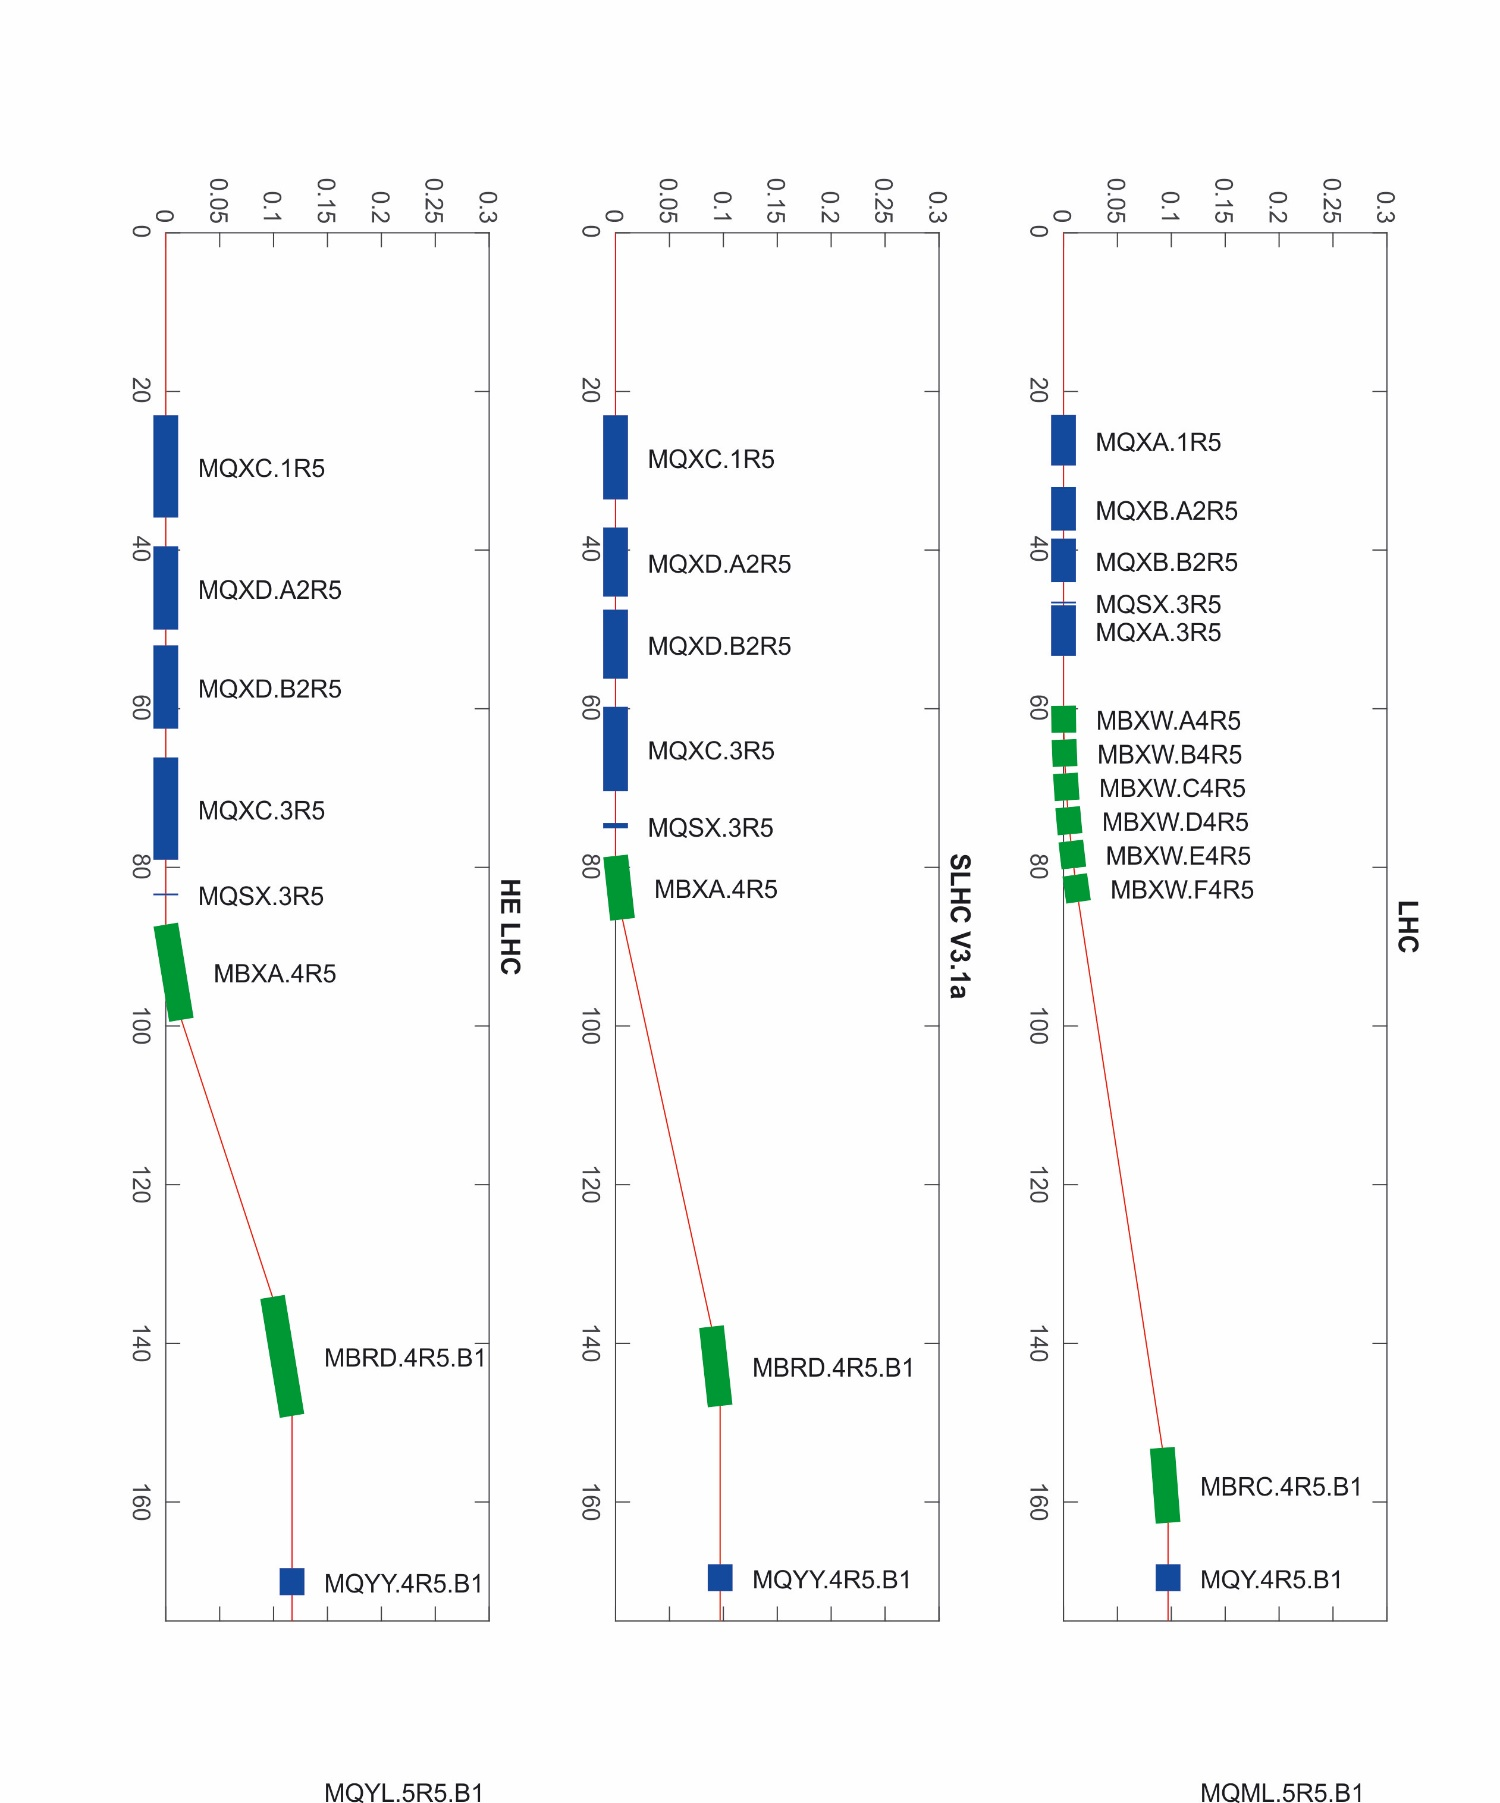 LHC
0.3
0.25
0.2
0.15
0.1
0.05
0
0
20
40
60
80
100
120
140
160
MQXA.1R5
MQXB.A2R5
MQXB.B2R5
MQSX.3R5
MQXA.3R5
MBXW.A4R5
MBXW.B4R5
MBXW.C4R5
MBXW.D4R5
MBXW.E4R5
MBXW.F4R5
MBRC.4R5.B1
MQY.4R5.B1
MQML.5R5.B1
SLHC V3.1a
0.3
0.25
0.2
0.15
0.1
0.05
0
0
20
40
60
80
100
120
140
160
MQXC.1R5
MQXD.A2R5
MQXD.B2R5
MQXC.3R5
MQSX.3R5
MBXA.4R5
MBRD.4R5.B1
MQYY.4R5.B1
HE LHC
0.3
0.25
0.2
0.15
0.1
0.05
0
0
20
40
60
80
100
120
140
160
MQXC.1R5
MQXD.A2R5
MQXD.B2R5
MQXC.3R5
MQSX.3R5
MBXA.4R5
MBRD.4R5.B1
MQYY.4R5.B1
MQYL.5R5.B1